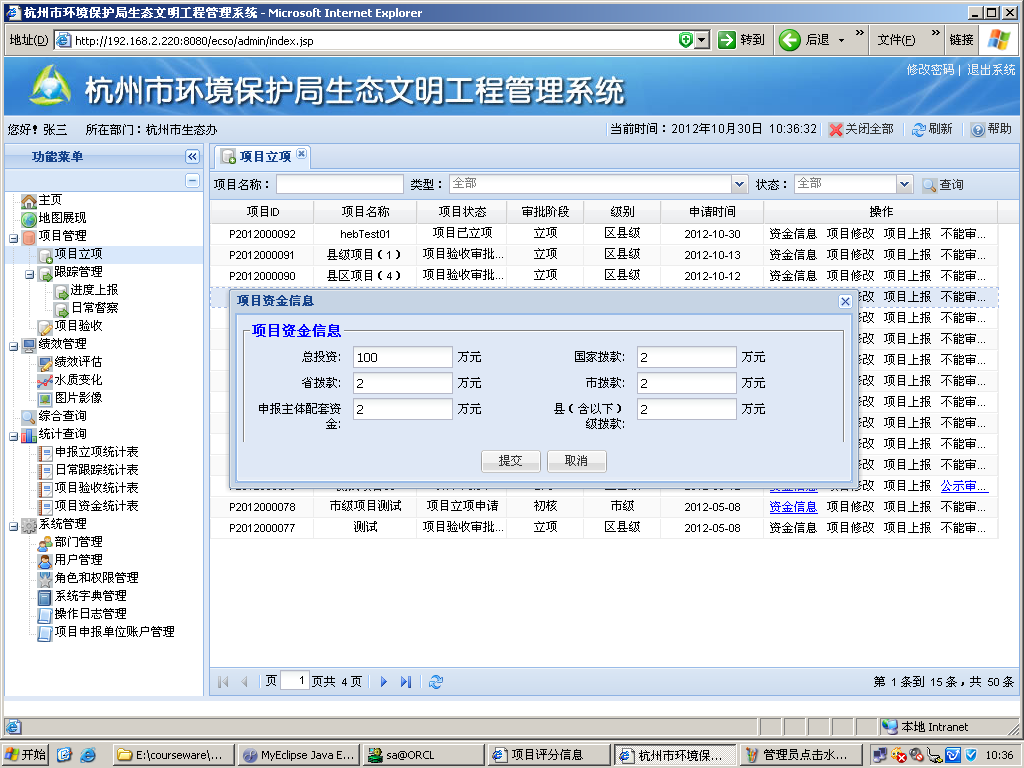 杭州市环境保护局生态文明工程管理系统 - Microsoft Internet Explorer
地址(D) http://192.168.2.220:8080/ecso/admin/index.jsp 转到 后退 » 文件(F) » 链接
杭州市环境保护局生态文明工程管理系统
修改密码 | 退出系统
您好! 张三 所在部门：杭州市生态办
当前时间：2012年10月30日 10:36:32 关闭全部 刷新 帮助
功能菜单
主页
地图展现
项目管理
项目立项
跟踪管理
进度上报
日常督察
项目验收
绩效管理
绩效评估
水质变化
图片影像
综合查询
统计查询
申报立项统计表
日常跟踪统计表
项目验收统计表
项目资金统计表
系统管理
部门管理
用户管理
角色和权限管理
系统字典管理
操作日志管理
项目申报单位账户管理
项目立项
项目名称： 类型： 全部 状态： 全部 查询
项目ID 项目名称 项目状态 审批阶段 级别 申请时间 操作
P2012000092 hebTest01 项目已立项 立项 区县级 2012-10-30 资金信息 项目修改 项目上报 不能审...
P2012000091 县级项目（1） 项目验收审批... 立项 区县级 2012-10-13 资金信息 项目修改 项目上报 不能审...
P2012000090 县区项目（4） 项目验收审批... 立项 区县级 2012-10-12 资金信息 项目修改 项目上报 不能审...
修改 项目上报 不能审...
修改 项目上报 不能审...
修改 项目上报 不能审...
修改 项目上报 不能审...
修改 项目上报 不能审...
修改 项目上报 不能审...
修改 项目上报 不能审...
修改 项目上报 不能审...
修改 项目上报 不能审...
资金信息 项目修改 项目上报 公示审...
P2012000078 市级项目测试 项目立项申请 初核 市级 2012-05-08 资金信息 项目修改 项目上报 不能审...
P2012000077 测试 项目验收审批... 立项 区县级 2012-05-08 资金信息 项目修改 项目上报 不能审...
项目资金信息
项目资金信息
总投资: 100 万元 国家拨款: 2 万元
省拨款: 2 万元 市拨款: 2 万元
申报主体配套资金: 2 万元 县（含以下）级拨款: 2 万元
提交 取消
页 1 页共 4 页
第 1 条到 15 条，共 50 条
本地 Intranet
开始 E:\courseware\... MyEclipse Java E... sa@ORCL 项目评分信息 杭州市环境保... 管理员点击水... 10:36